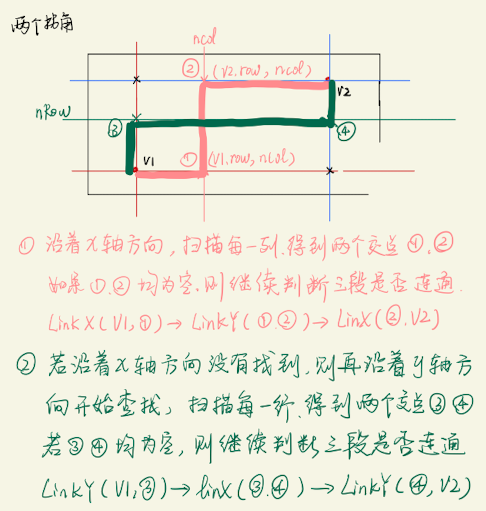 两个拐角
ncol
② (V2.row, ncol)
V2
nRow
③
④
V1
① (V1.row, ncol)
① 沿着X轴方向,扫描每一列.得到两个交点①.②
如果①.②均为空.则继续判断三段是否连通.
LinkX(V1,①)→LinkY(①.②)→LinX(②.V2)
② 若沿着X轴方向没有找到.则再沿着y轴方
向开始查找,扫描每一行.得到两个交点③④
若③④均为空,则继续判断三段是否连通
LinkY(V1,③)→linX(③.④)→LinkY(④,V2)